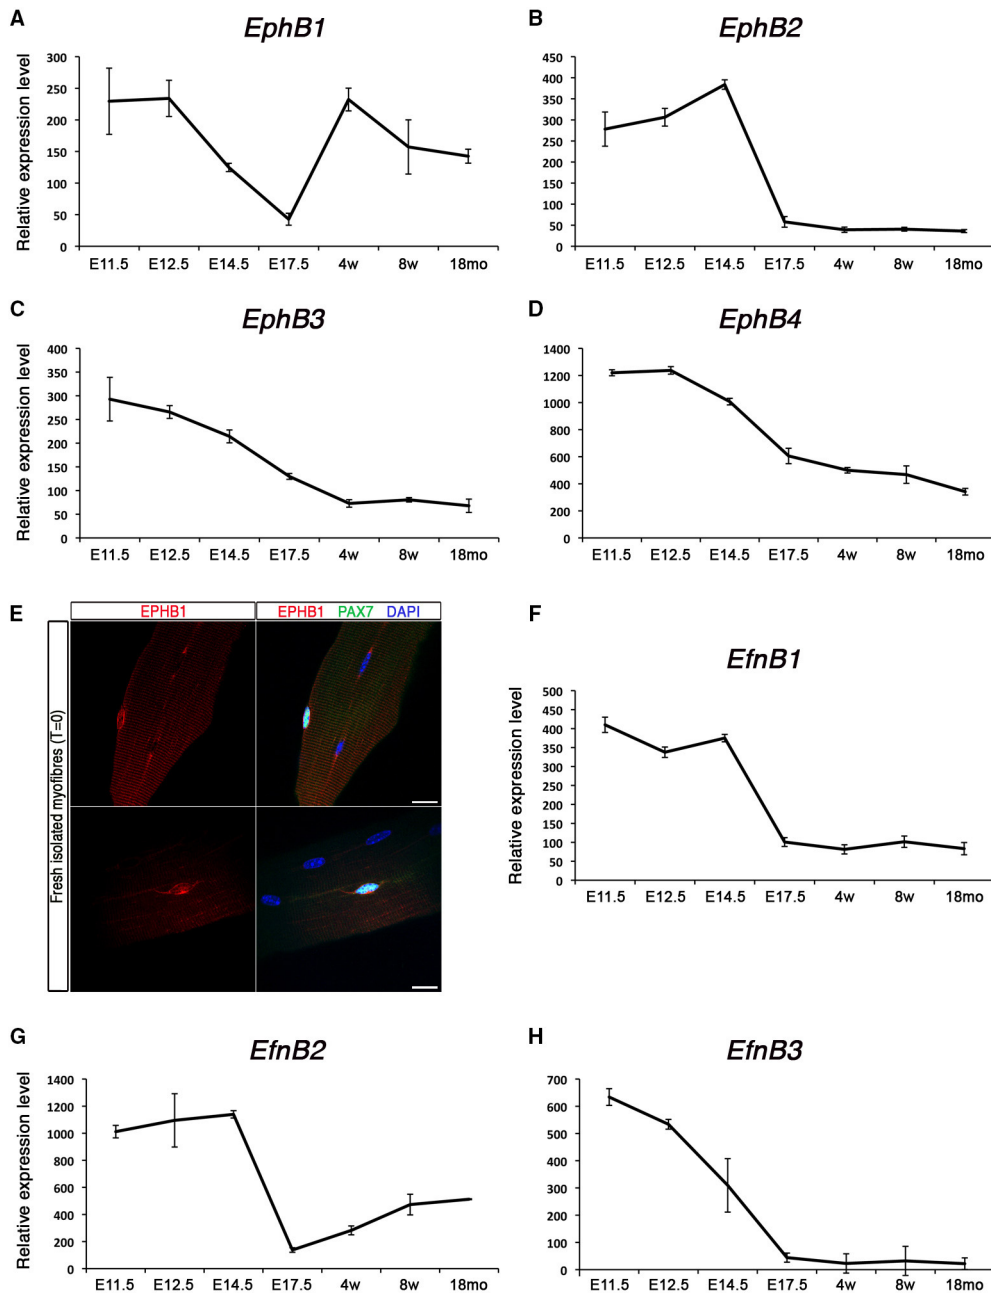 A
EphB1
Relative expression level
300
250
200
150
100
50
0
E11.5 E12.5 E14.5 E17.5 4w 8w 18mo
B
EphB2
450
400
350
300
250
200
150
100
50
0
E11.5 E12.5 E14.5 E17.5 4w 8w 18mo
C
EphB3
Relative expression level
400
350
300
250
200
150
100
50
0
E11.5 E12.5 E14.5 E17.5 4w 8w 18mo
D
EphB4
1400
1200
1000
800
600
400
200
0
E11.5 E12.5 E14.5 E17.5 4w 8w 18mo
E
EPHB1
EPHB1 PAX7 DAPI
Fresh isolated myofibres (T=0)
F
EfnB1
Relative expression level
500
450
400
350
300
250
200
150
100
50
0
E11.5 E12.5 E14.5 E17.5 4w 8w 18mo
G
EfnB2
Relative expression level
1400
1200
1000
800
600
400
200
0
E11.5 E12.5 E14.5 E17.5 4w 8w 18mo
H
EfnB3
700
600
500
400
300
200
100
0
E11.5 E12.5 E14.5 E17.5 4w 8w 18mo